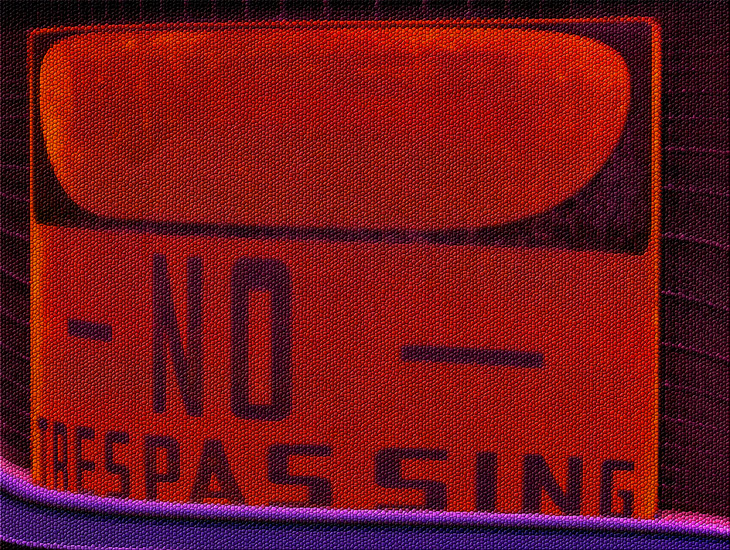 - NO -
TRESPASSING